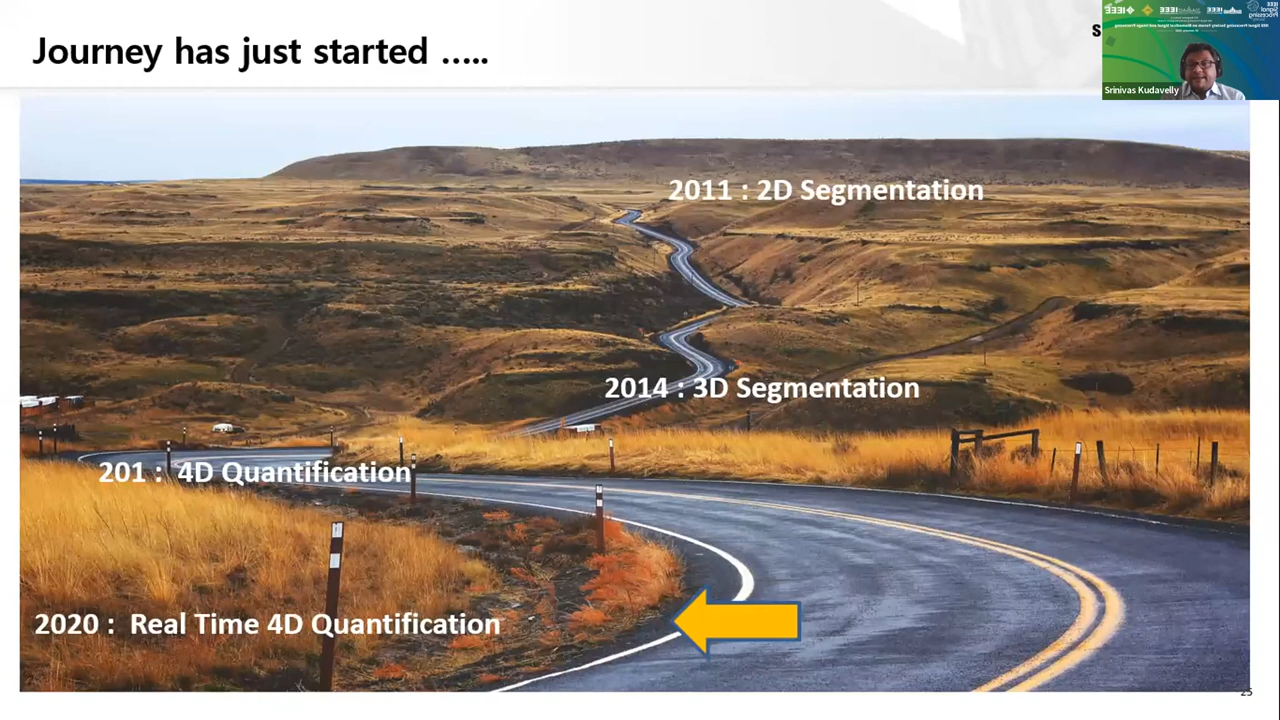 Journey has just started .....
S
Srinivas Kudavelly
2011 : 2D Segmentation
2014 : 3D Segmentation
201 :  4D Quantification
2020 :  Real Time 4D Quantification
25